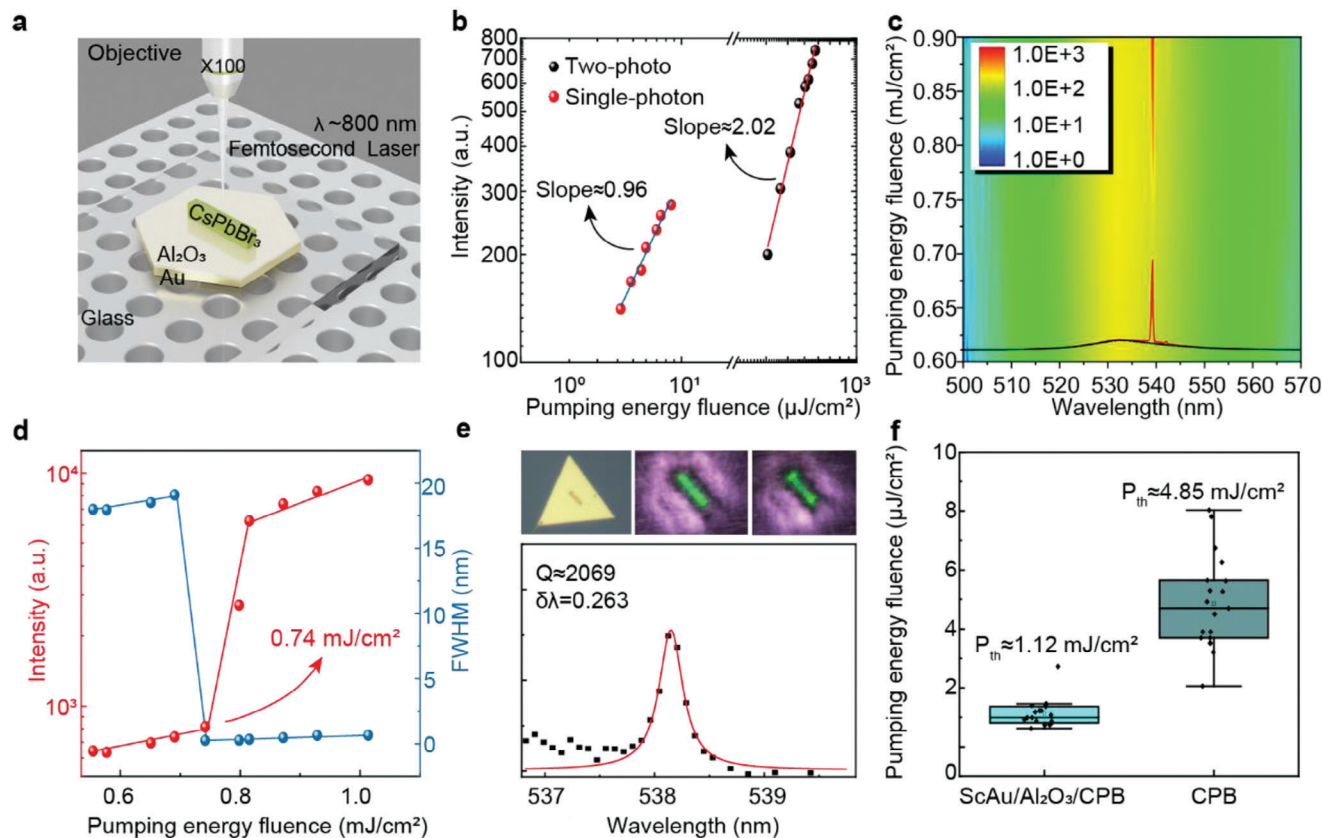 a
Objective
X100
λ ~800 nm
Femtosecond Laser
CsPbBr₃
Al₂O₃
Au
Glass
b
800
700
600
500
400
300
200
100
Two-photo
Single-photon
Slope≈2.02
Slope≈0.96
Intensity (a.u.)
10⁰
10¹
10³
Pumping energy fluence (μJ/cm²)
c
0.90
0.85
0.80
0.75
0.70
0.65
0.60
1.0E+3
1.0E+2
1.0E+1
1.0E+0
Pumping energy fluence (mJ/cm²)
500 510 520 530 540 550 560 570
Wavelength (nm)
d
10⁴
10³
Intensity (a.u.)
20
15
10
5
0
FWHM (nm)
0.74 mJ/cm²
0.6 0.8 1.0
Pumping energy fluence (mJ/cm²)
e
Q≈2069
δλ=0.263
537 538 539
Wavelength (nm)
f
10
8
6
4
2
0
Pumping energy fluence (μJ/cm²)
Pth≈4.85 mJ/cm²
Pth≈1.12 mJ/cm²
ScAu/Al₂O₃/CPB CPB